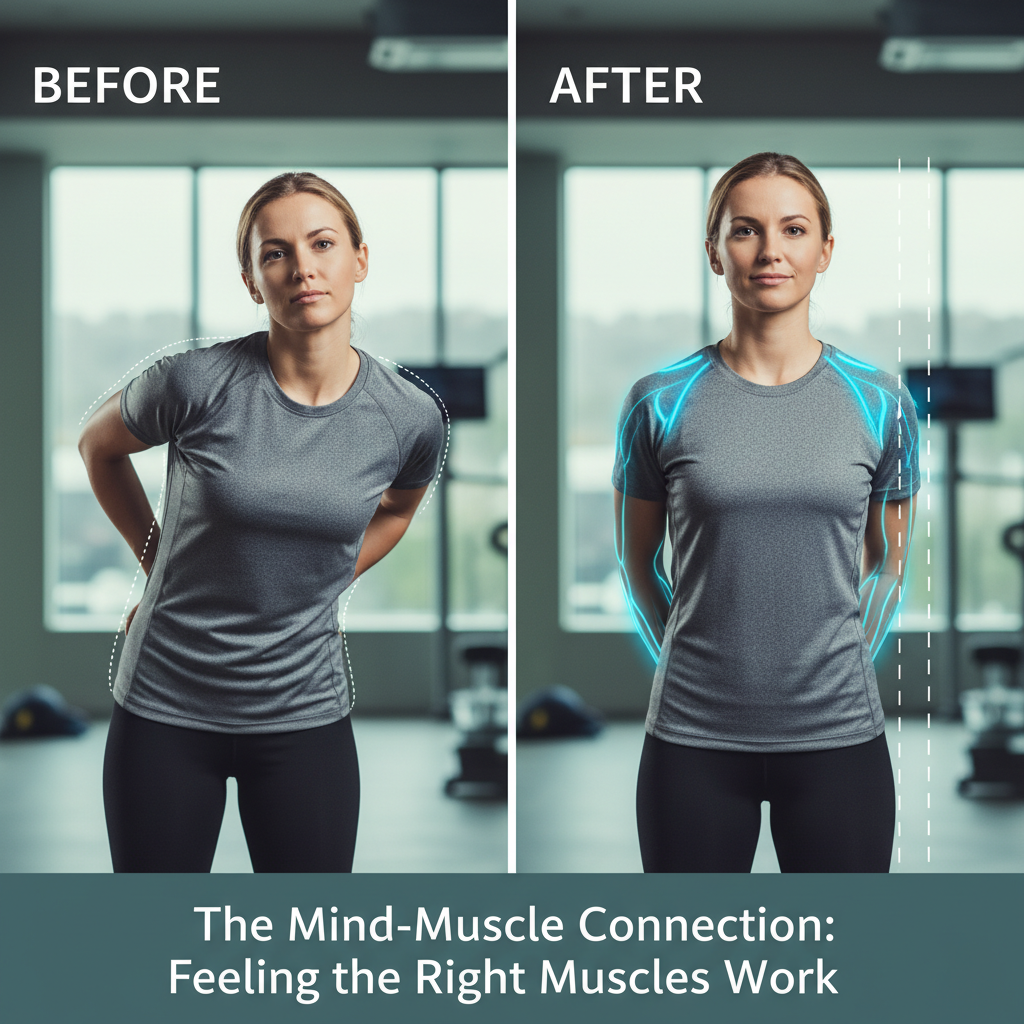 BEFORE
AFTER
The Mind-Muscle Connection:
Feeling the Right Muscles Work